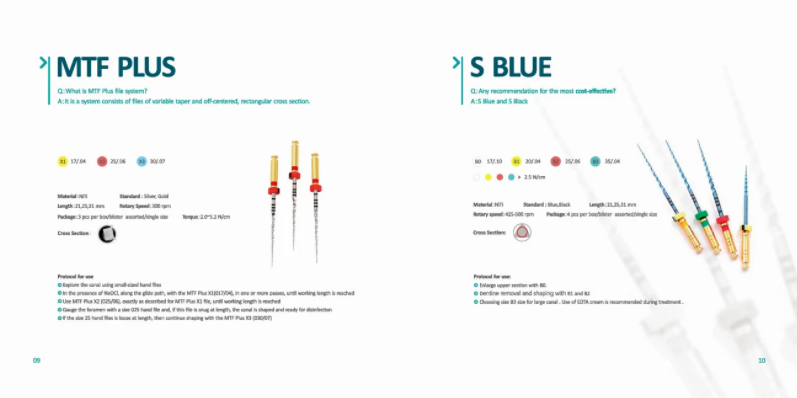 MTF PLUS
Q: What is MTF Plus file system?
A: It is a system consists of files of variable taper and off-centered, rectangular cross section.
X1 17/.04 X2 25/.06 X3 30/.07
Material :NiTi Standard : Silver, Gold
Length :21,25,31 mm Rotary Speed: 300 rpm
Package: 3 pcs per box/blister assorted/single size Torque: 2.0~5.2 N/cm
Cross Section :
Protocol for use
Explore the canal using small-sized hand files
In the presence of NaOCL, along the glide path, with the MTF Plus X1(017/04), in one or more passes, until working length is reached
Use MTF Plus X2 (025/06), exactly as described for MTF Plus X1 file, until working length is reached
Gauge the foramen with a size 025 hand file and, if this file is snug at length, the canal is shaped and ready for disinfection
If the size 25 hand files is loose at length, then continue shaping with the MTF Plus X3 (030/07)
09
S BLUE
Q: Any recommendation for the most cost-effective?
A: S Blue and S Black
B0 17/.10 B1 20/.04 B2 25/.06 B3 35/.04
2.5 N/cm
Material: NiTi Standard : Blue,Black Length :21,25,31 mm
Rotary speed: 425-500 rpm Package: 4 pcs per box/blister assorted/single size
Cross Section:
Protocol for use:
Enlarge upper section with B0.
Dentine removal and shaping with B1 and B2
Choosing size B3 size for large canal . Use of EDTA cream is recommended during treatment .
10